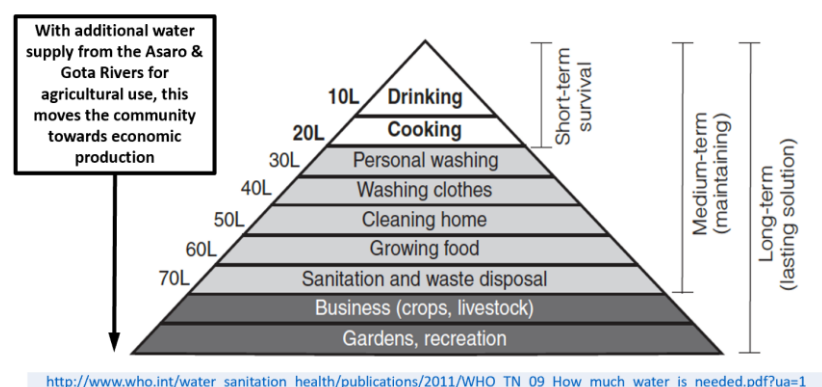 With additional water
supply from the Asaro &
Gota Rivers for
agricultural use, this
moves the community
towards economic
production
10L
Drinking
20L
Cooking
30L
Personal washing
40L
Washing clothes
50L
Cleaning home
60L
Growing food
70L
Sanitation and waste disposal
Business (crops, livestock)
Gardens, recreation
Short-term
survival
Medium-term
(maintaining)
Long-term
(lasting solution)
http://www.who.int/water_sanitation_health/publications/2011/WHO_TN_09_How_much_water_is_needed.pdf?ua=1